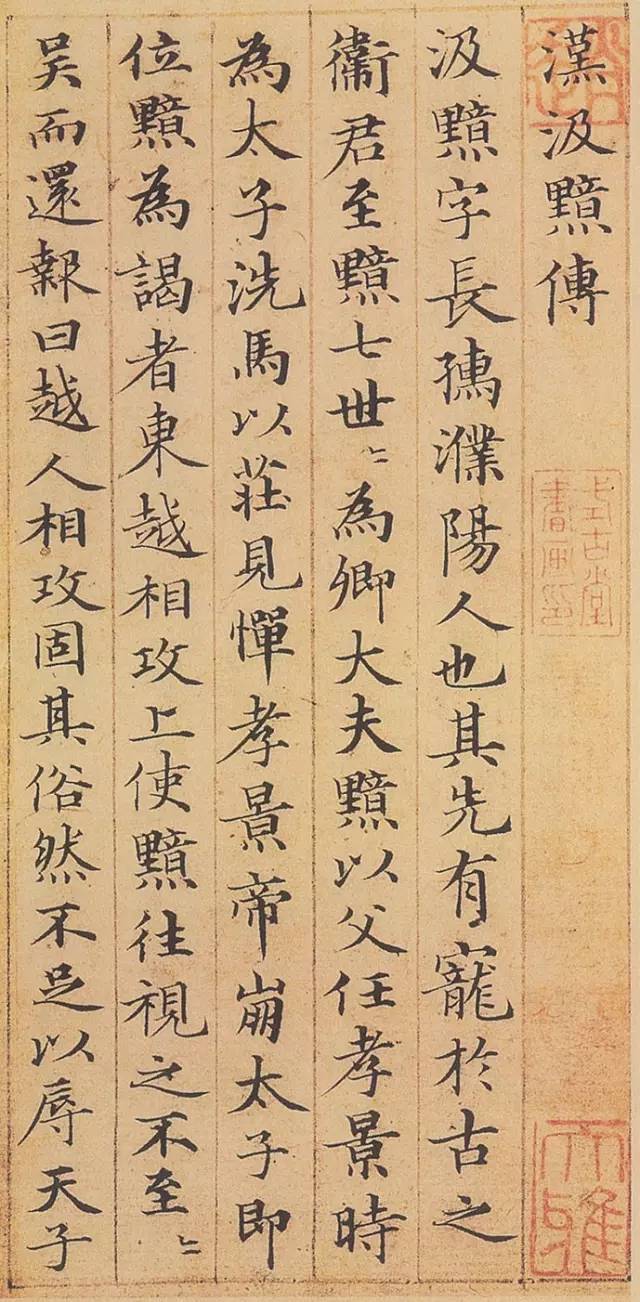 漢汲黯傳
汲黯字長孺濮陽人也其先有寵於古之
衞君至黯七世〻為卿大夫黯以父任孝景時
為太子洗馬以莊見憚孝景帝崩太子即
位黯為謁者東越相攻上使黯往視之不至〻
吴而還報曰越人相攻固其俗然不足以辱天子